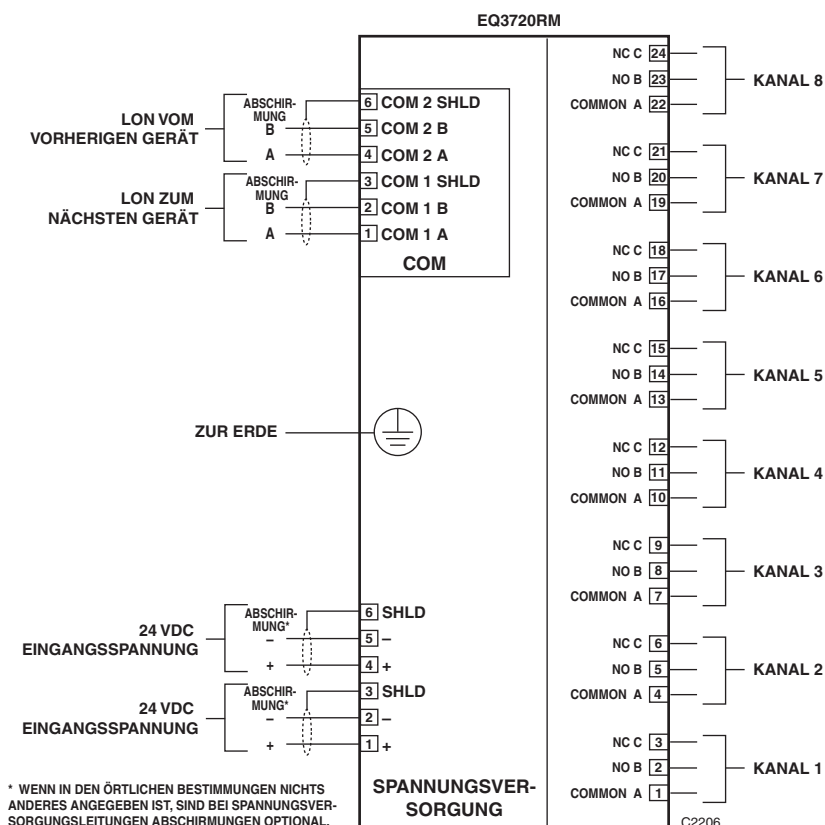 EQ3720RM
LON VOM
VORHERIGEN GERÄT
ABSCHIR-
MUNG
B
A
6 COM 2 SHLD
5 COM 2 B
4 COM 2 A
LON ZUM
NÄCHSTEN GERÄT
ABSCHIR-
MUNG
B
A
3 COM 1 SHLD
2 COM 1 B
1 COM 1 A
COM
ZUR ERDE
24 VDC
EINGANGSSPANNUNG
ABSCHIR-
MUNG*
–
+
6 SHLD
5 –
4 +
24 VDC
EINGANGSSPANNUNG
ABSCHIR-
MUNG*
–
+
3 SHLD
2 –
1 +
SPANNUNGSVER-
SORGUNG
NC C 24
NO B 23
COMMON A 22
KANAL 8
NC C 21
NO B 20
COMMON A 19
KANAL 7
NC C 18
NO B 17
COMMON A 16
KANAL 6
NC C 15
NO B 14
COMMON A 13
KANAL 5
NC C 12
NO B 11
COMMON A 10
KANAL 4
NC C 9
NO B 8
COMMON A 7
KANAL 3
NC C 6
NO B 5
COMMON A 4
KANAL 2
NC C 3
NO B 2
COMMON A 1
KANAL 1
* WENN IN DEN ÖRTLICHEN BESTIMMUNGEN NICHTS
ANDERES ANGEGEBEN IST, SIND BEI SPANNUNGSVER-
SORGUNGSLEITUNGEN ABSCHIRMUNGEN OPTIONAL.
C2206